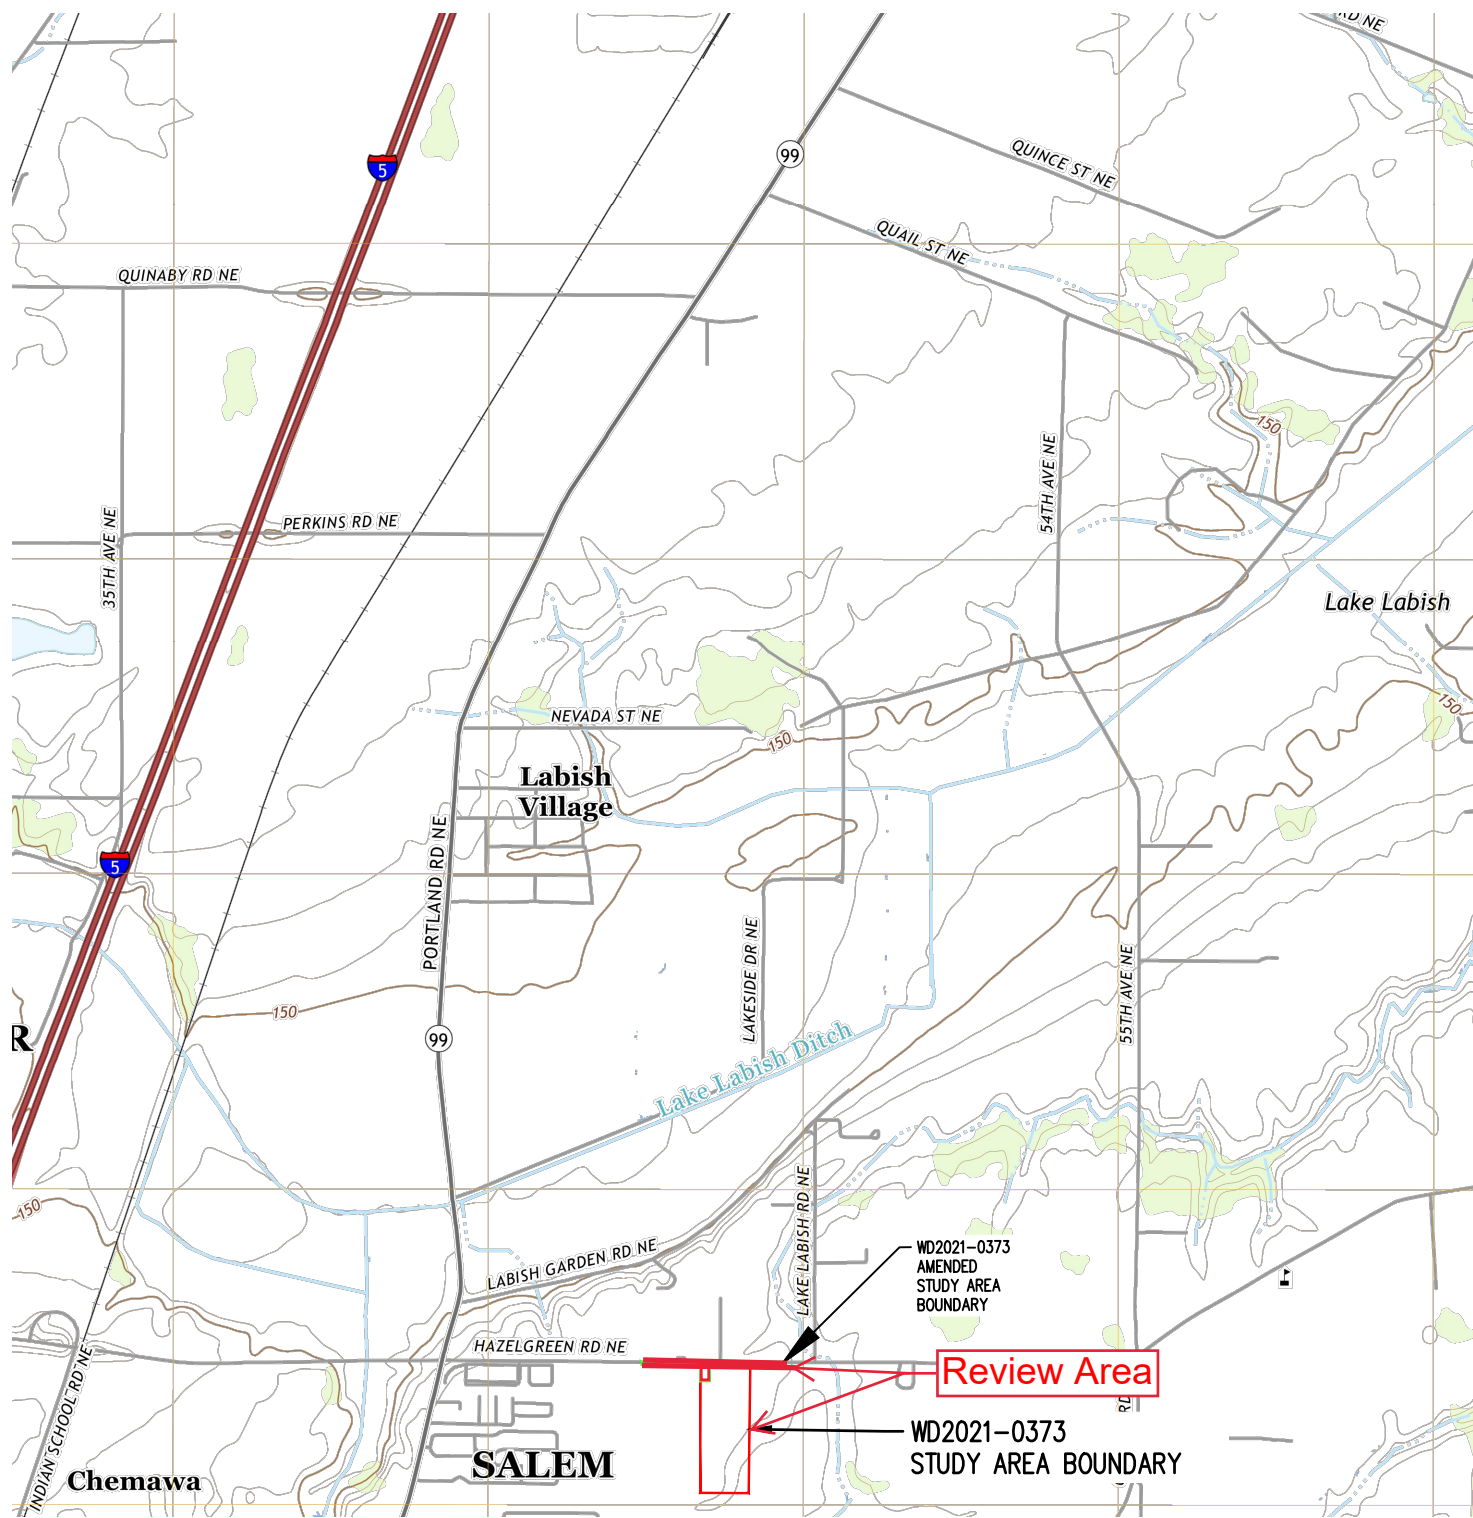 RD NE
99
QUINCE ST NE
5
QUAIL ST NE
QUINABY RD NE
150
54TH AVE NE
PERKINS RD NE
35TH AVE NE
Lake Labish
150
NEVADA ST NE
150
Labish
Village
5
PORTLAND RD NE
LAKESIDE DR NE
55TH AVE NE
150
R
99
Lake Labish Ditch
150
LAKE LABISH RD NE
LABISH GARDEN RD NE
WD2021-0373
AMENDED
STUDY AREA
BOUNDARY
HAZELGREEN RD NE
Review Area
INDIAN SCHOOL RD NE
RD
WD2021-0373
STUDY AREA BOUNDARY
SALEM
Chemawa